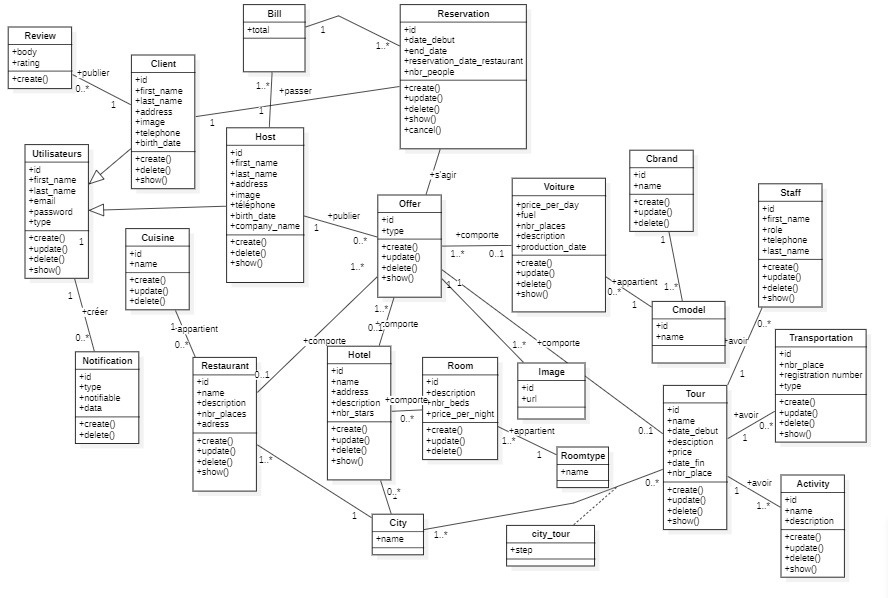 Review
+body
+rating
+create()
+publier
0..*
1
Client
+id
+first_name
+last_name
+address
+image
+telephone
+birth_date
+create()
+delete()
+show()
1
Bill
+total
1
1..*
1..*
+passer
1
Reservation
+id
+date_debut
+end_date
+reservation_date_restaurant
+nbr_people
+create()
+update()
+delete()
+show()
+cancel()
+s'agir
Utilisateurs
+id
+first_name
+last_name
+email
+password
+type
+create()
+update()
+delete()
+show()
1
1
+créer
0..*
Host
+id
+first_name
+last_name
+address
+image
+téléphone
+birth_date
+company_name
+create()
+delete()
+show()
+publier
1
0..*
Offer
+id
+type
+create()
+update()
+delete()
+show()
+comporte
1..*
0..1
Voiture
+price_per_day
+fuel
+nbr_places
+description
+production_date
+create()
+update()
+delete()
+show()
+appartient
0..*
1
Cbrand
+id
+name
+create()
+update()
+delete()
1
1..*
Cmodel
+id
+name
Staff
+id
+first_name
+role
+telephone
+last_name
+create()
+update()
+delete()
+show()
0..*
+avoir
1
Cuisine
+id
+name
+create()
+update()
+delete()
1
+appartient
0..*
1..*
+comporte
0..1
1..*
0..1
+comporte
1
1
1..*
+comporte
0..1
Notification
+id
+type
+notifiable
+data
+create()
+delete()
Restaurant
+id
+name
+description
+nbr_places
+adress
+create()
+update()
+delete()
+show()
1..*
1
Hotel
+id
+name
+address
+description
+nbr_stars
+create()
+update()
+delete()
+show()
+comporte
0..*
0..*
1
Room
+id
+description
+nbr_beds
+price_per_night
+create()
+update()
+delete()
+appartient
1..*
1
Image
+id
+url
Roomtype
+name
Tour
+id
+name
+date_debut
+desciption
+price
+date_fin
+nbr_place
+create()
+update()
+delete()
+show()
0..*
Transportation
+id
+nbr_place
+registration number
+type
+create()
+update()
+delete()
+show()
+avoir
0..*
1
+avoir
1
1..*
Activity
+id
+name
+description
+create()
+update()
+delete()
+show()
City
+name
1..*
city_tour
+step